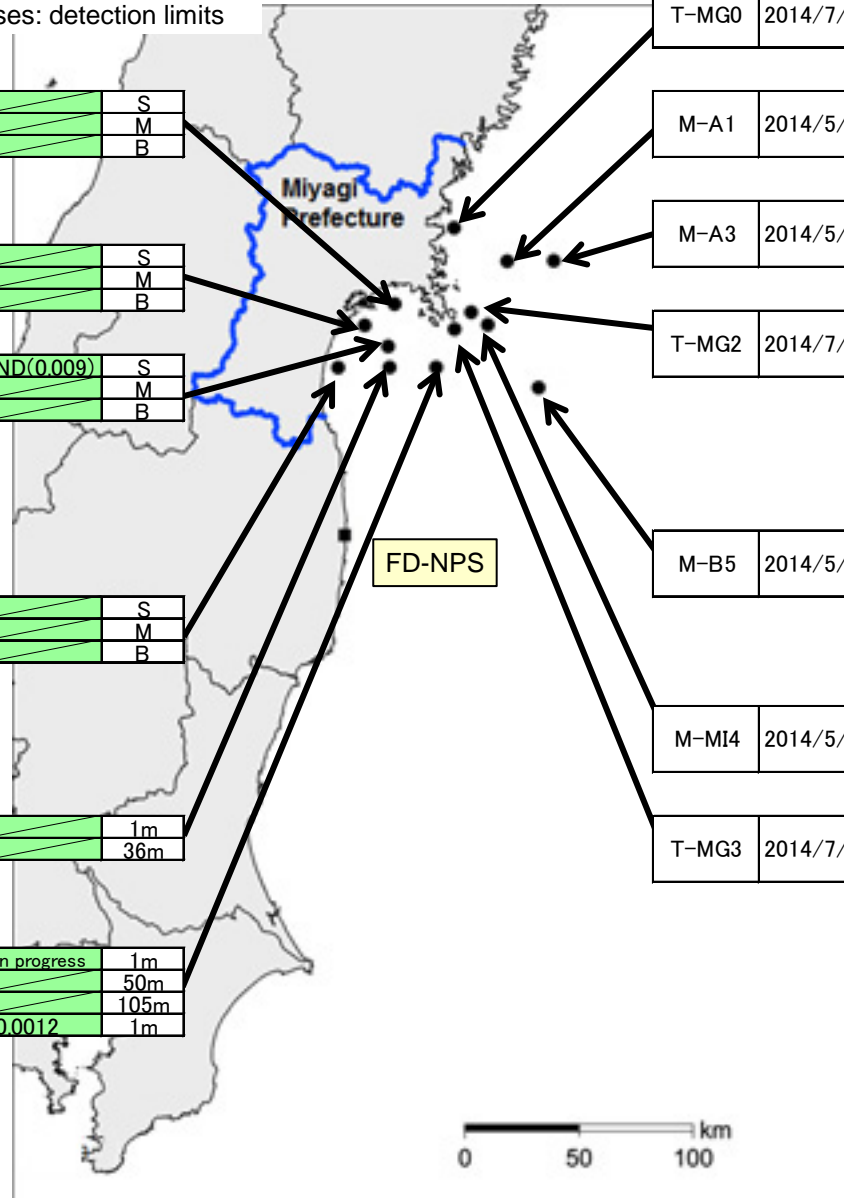 ses: detection limits
T-MG0 2014/7/
S
M
B
M-A1 2014/5/
Miyagi
Prefecture
M-A3 2014/5/
S
M
B
T-MG2 2014/7/
ND(0.009) S
M
B
FD-NPS
M-B5 2014/5/
S
M
B
M-MI4 2014/5/
1m
36m
T-MG3 2014/7/
n progress 1m
50m
105m
0.0012 1m
km
0 50 100